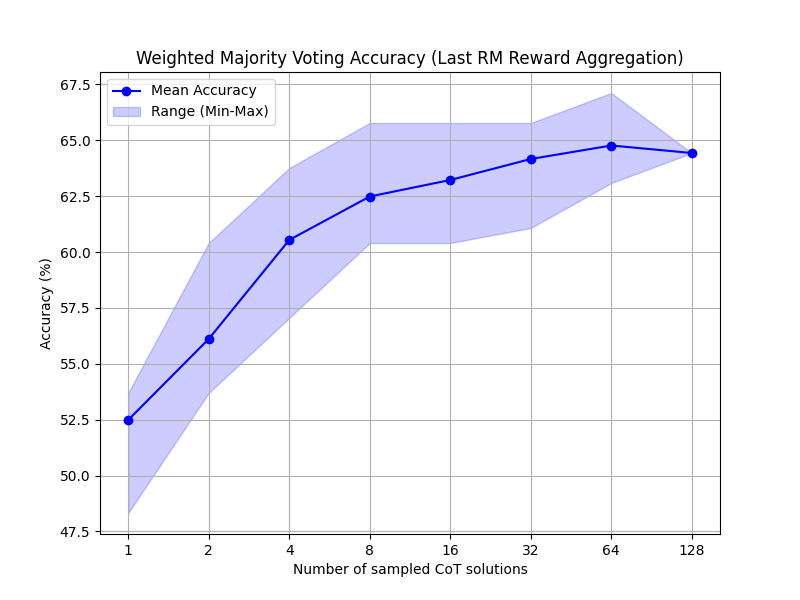 Weighted Majority Voting Accuracy (Last RM Reward Aggregation)
Mean Accuracy
Range (Min-Max)
67.5
65.0
62.5
60.0
57.5
55.0
52.5
50.0
47.5
Accuracy (%)
1 2 4 8 16 32 64 128
Number of sampled CoT solutions